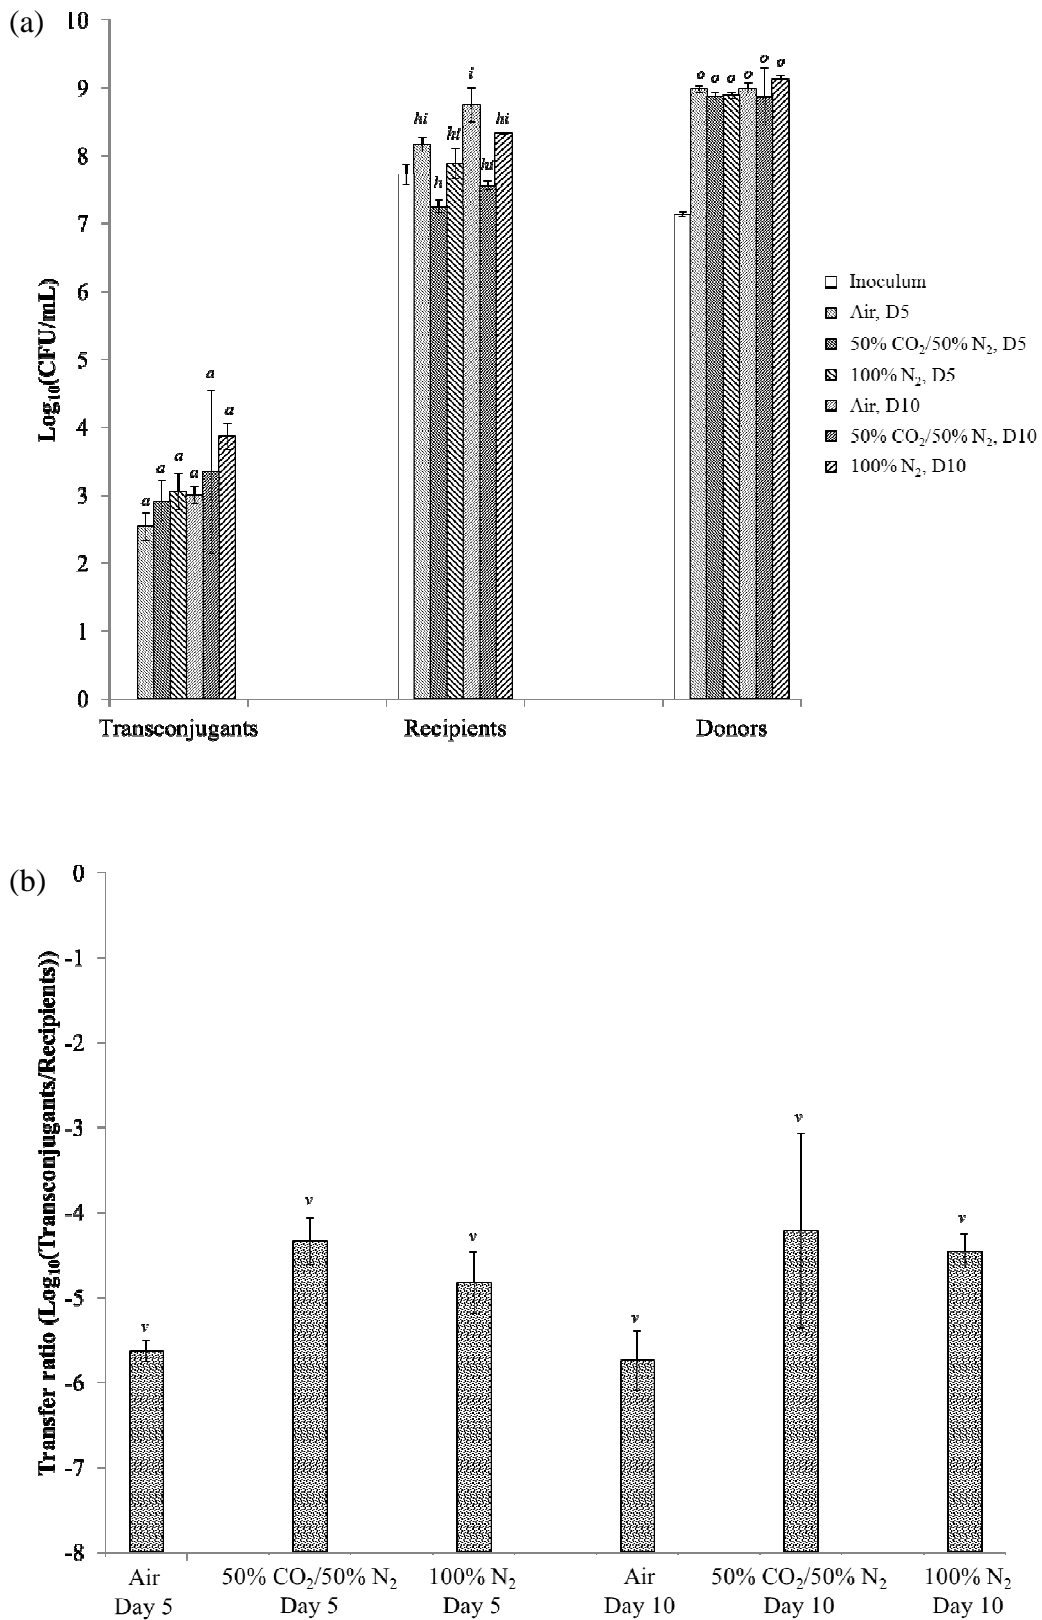 (a)
10
9
8
7
6
5
4
3
2
1
0
Log10(CFU/mL)
a
a
a
a
a
a
hi
h
hi
i
hi
hi
o
o
o
o
o
o
Transconjugants
Recipients
Donors
Inoculum
Air, D5
50% CO2/50% N2, D5
100% N2, D5
Air, D10
50% CO2/50% N2, D10
100% N2, D10
(b)
0
-1
-2
-3
-4
-5
-6
-7
-8
Transfer ratio (Log10(Transconjugants/Recipients))
v
v
v
v
v
v
Air
Day 5
50% CO2/50% N2
Day 5
100% N2
Day 5
Air
Day 10
50% CO2/50% N2
Day 10
100% N2
Day 10